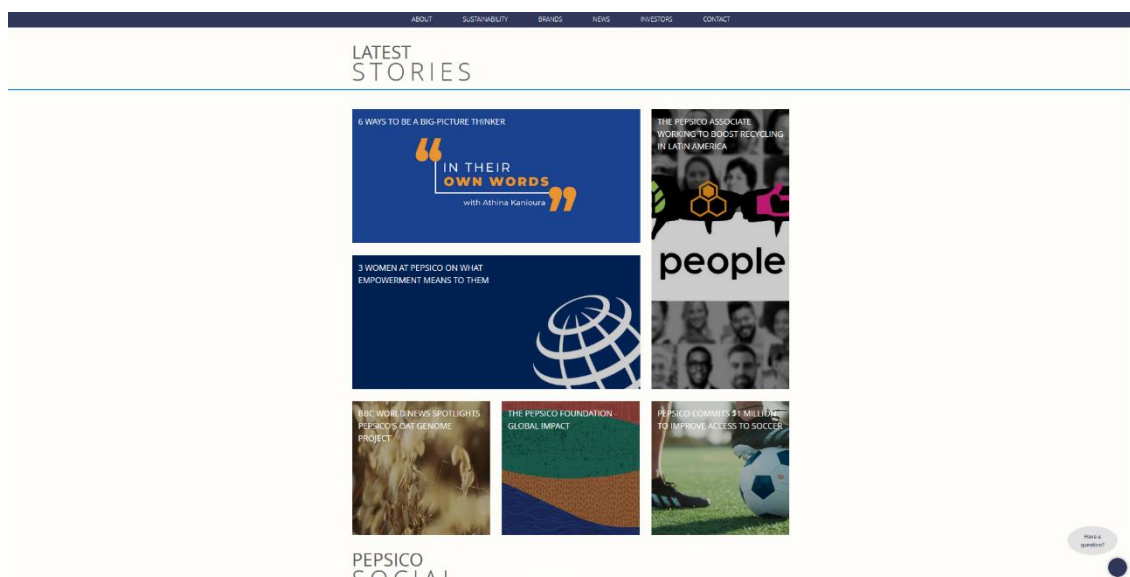 ABOUT SUSTAINABILITY BRANDS NEWS INVESTORS CONTACT
LATEST
STORIES
6 WAYS TO BE A BIG-PICTURE THINKER
“ IN THEIR
OWN WORDS ”
with Athina Kanioura
THE PEPSICO ASSOCIATE
WORKING TO BOOST RECYCLING
IN LATIN AMERICA
people
3 WOMEN AT PEPSICO ON WHAT
EMPOWERMENT MEANS TO THEM
BBC WORLD NEWS SPOTLIGHTS
PEPSICO'S OAT GENOME
PROJECT
THE PEPSICO FOUNDATION -
GLOBAL IMPACT
PEPSICO COMMITS $1 MILLION
TO IMPROVE ACCESS TO SOCCER
Have a
question?
PEPSICO
SOCIAL